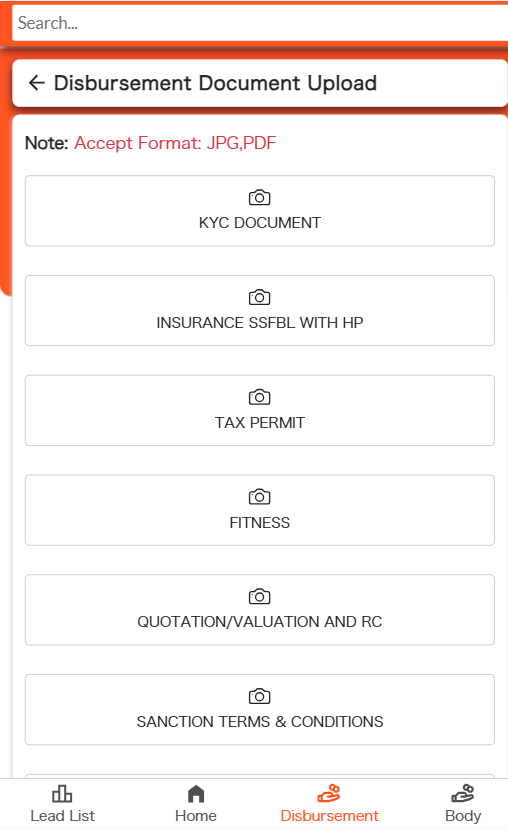 Search...
Disbursement Document Upload
Note: Accept Format: JPG,PDF
KYC DOCUMENT
INSURANCE SSFBL WITH HP
TAX PERMIT
FITNESS
QUOTATION/VALUATION AND RC
SANCTION TERMS & CONDITIONS
Lead List Home Disbursement Body